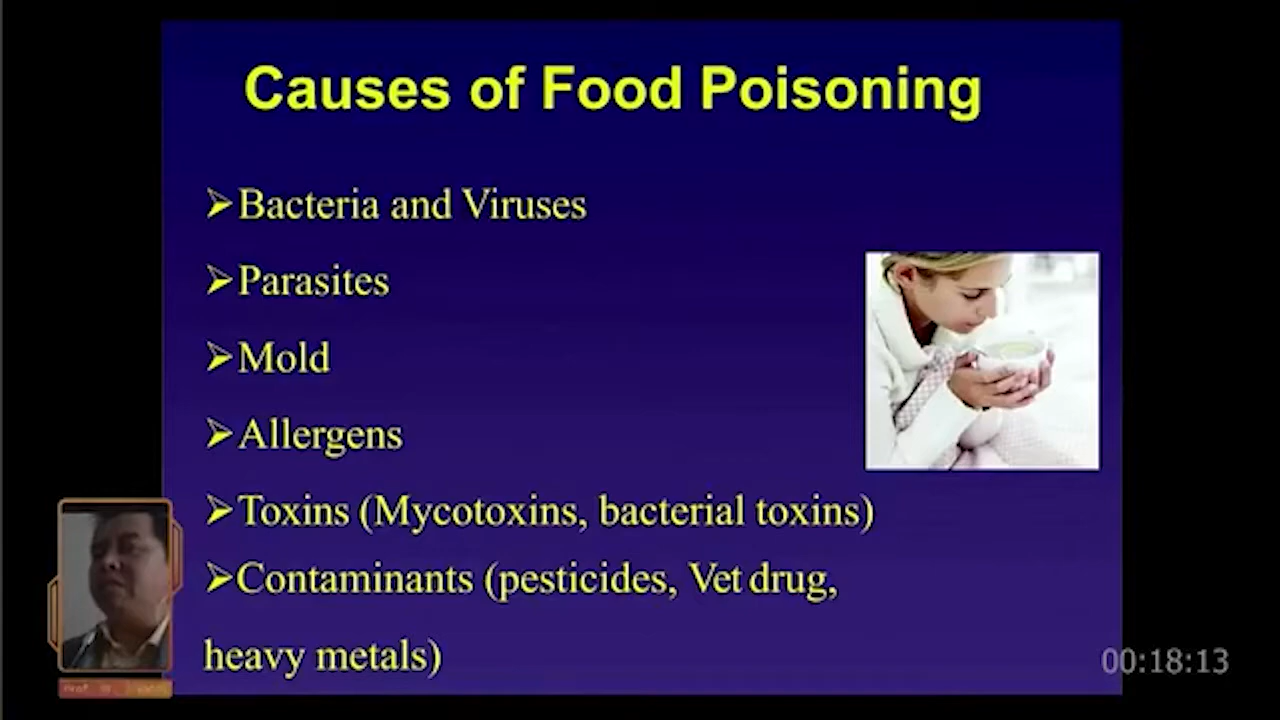 Causes of Food Poisoning
➢Bacteria and Viruses
➢Parasites
➢Mold
➢Allergens
➢Toxins (Mycotoxins, bacterial toxins)
➢Contaminants (pesticides, Vet drug,
heavy metals)
00:18:13